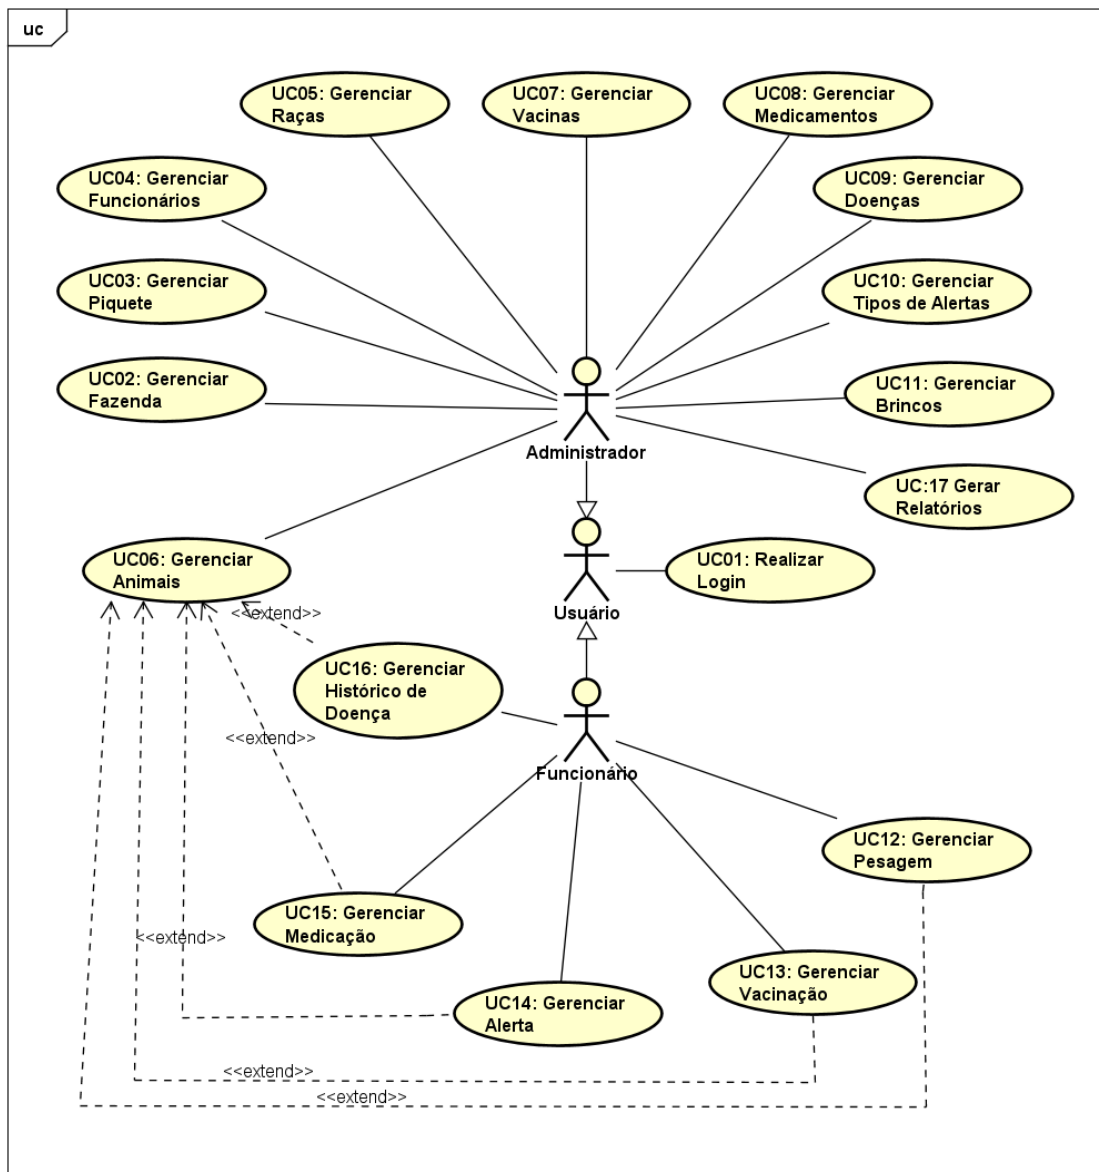 uc
UC05: Gerenciar
Raças
UC07: Gerenciar
Vacinas
UC08: Gerenciar
Medicamentos
UC04: Gerenciar
Funcionários
UC09: Gerenciar
Doenças
UC03: Gerenciar
Piquete
UC10: Gerenciar
Tipos de Alertas
UC02: Gerenciar
Fazenda
UC11: Gerenciar
Brincos
Administrador
UC:17 Gerar
Relatórios
UC06: Gerenciar
Animais
UC01: Realizar
Login
<<extend>>
Usuário
UC16: Gerenciar
Histórico de
Doença
<<extend>>
Funcionário
UC12: Gerenciar
Pesagem
UC15: Gerenciar
Medicação
<<extend>>
UC13: Gerenciar
Vacinação
UC14: Gerenciar
Alerta
<<extend>>
<<extend>>